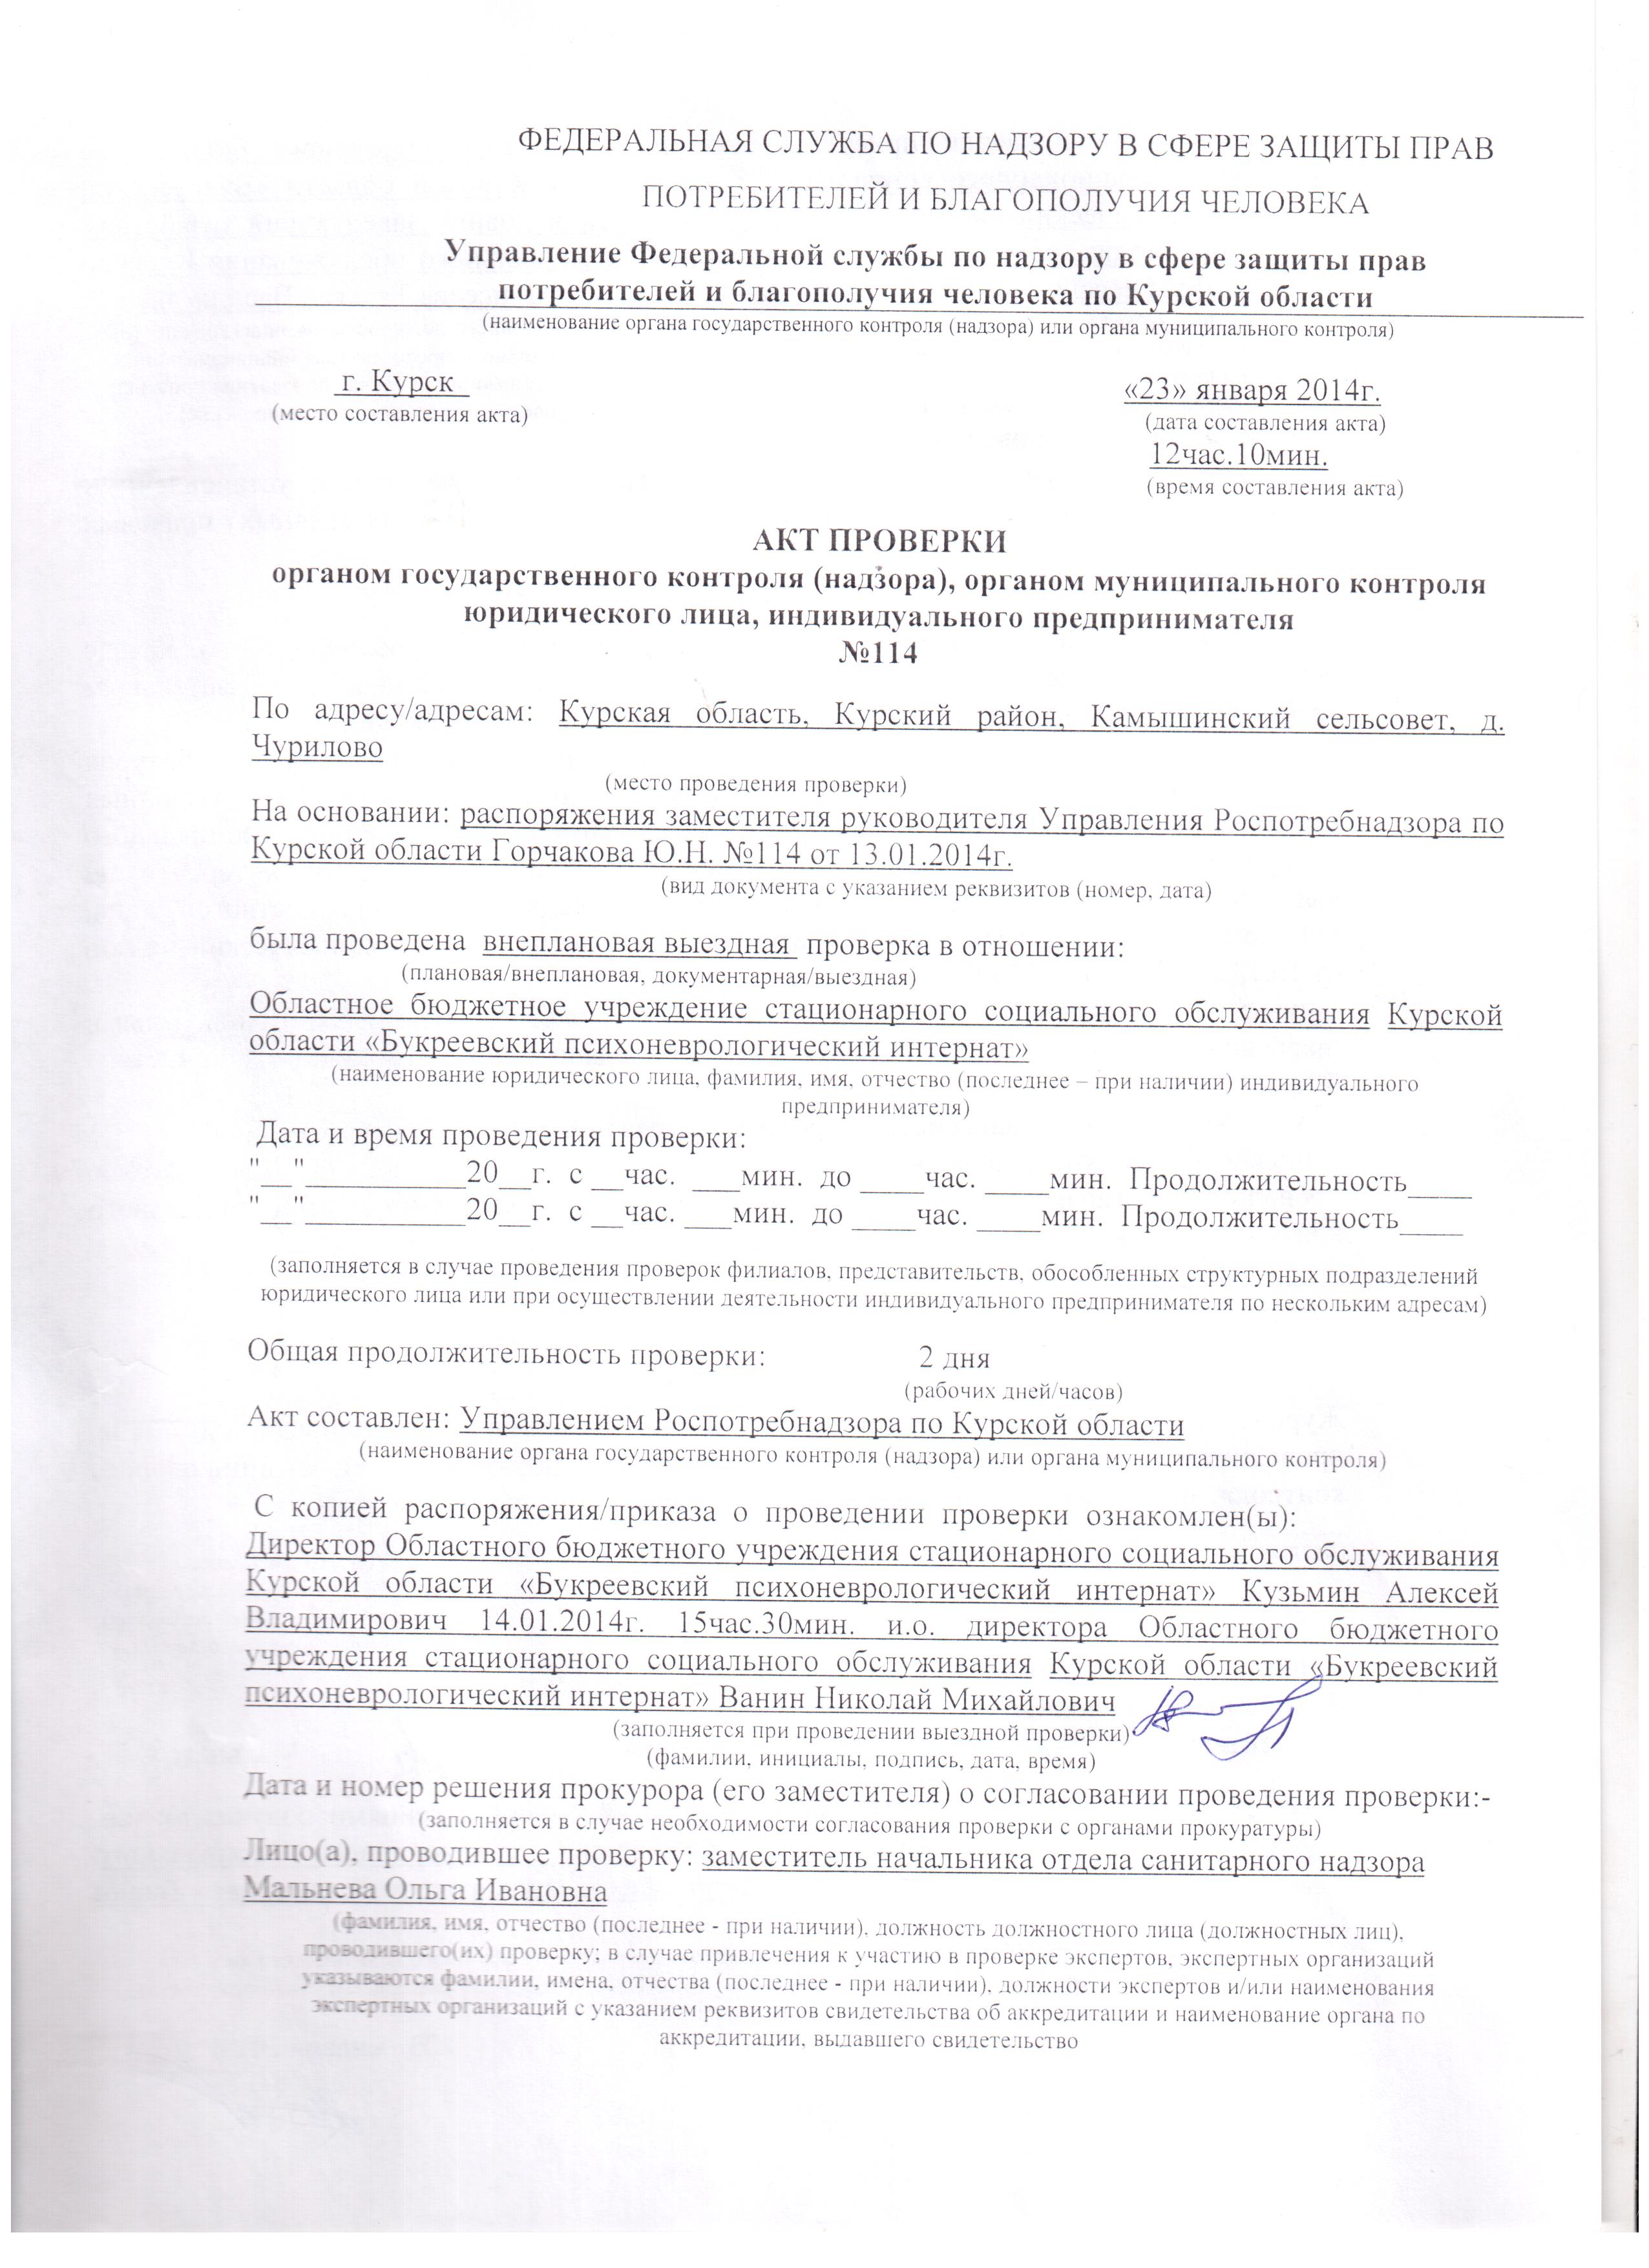 ФЕДЕРАЛЬНАЯ СЛУЖБА ПО НАДЗОРУ В СФЕРЕ ЗАЩИТЫ ПРАВ
ПОТРЕБИТЕЛЕЙ И БЛАГОПОЛУЧИЯ ЧЕЛОВЕКА
Управление Федеральной службы по надзору в сфере защиты прав
потребителей и благополучия человека по Курской области
(наименование органа государственного контроля (надзора) или органа муниципального контроля)
г. Курск
«23» января 2014г.
(место составления акта)
(дата составления акта)
12час.10мин.
(время составления акта)
АКТ ПРОВЕРКИ
органом государственного контроля (надзора), органом муниципального контроля
юридического лица, индивидуального предпринимателя
№114
По адресу/адресам: Курская область, Курский район, Камышинский сельсовет, д.
Чурилово
(место проведения проверки)
На основании: распоряжения заместителя руководителя Управления Роспотребнадзора по
Курской области Горчакова Ю.Н. №114 от 13.01.2014г.
(вид документа с указанием реквизитов (номер, дата)
была проведена внеплановая выездная проверка в отношении:
(плановая/внеплановая, документарная/выездная)
Областное бюджетное учреждение стационарного социального обслуживания Курской
области «Букреевский психоневрологический интернат»
(наименование юридического лица, фамилия, имя, отчество (последнее – при наличии) индивидуального
предпринимателя)
Дата и время проведения проверки:
"__"__________20__г. с __час. ___мин. до ____час. ____мин. Продолжительность____
"__"__________20__г. с __час. ___мин. до ____час. ____мин. Продолжительность____
(заполняется в случае проведения проверок филиалов, представительств, обособленных структурных подразделений
юридического лица или при осуществлении деятельности индивидуального предпринимателя по нескольким адресам)
Общая продолжительность проверки: 2 дня
(рабочих дней/часов)
Акт составлен: Управлением Роспотребнадзора по Курской области
(наименование органа государственного контроля (надзора) или органа муниципального контроля)
С копией распоряжения/приказа о проведении проверки ознакомлен(ы):
Директор Областного бюджетного учреждения стационарного социального обслуживания
Курской области «Букреевский психоневрологический интернат» Кузьмин Алексей
Владимирович 14.01.2014г. 15час.30мин. и.о. директора Областного бюджетного
учреждения стационарного социального обслуживания Курской области «Букреевский
психоневрологический интернат» Ванин Николай Михайлович
(заполняется при проведении выездной проверки)
(фамилии, инициалы, подпись, дата, время)
Дата и номер решения прокурора (его заместителя) о согласовании проведения проверки:-
(заполняется в случае необходимости согласования проверки с органами прокуратуры)
Лицо(а), проводившее проверку: заместитель начальника отдела санитарного надзора
Мальнева Ольга Ивановна
(фамилия, имя, отчество (последнее - при наличии), должность должностного лица (должностных лиц),
проводившего(их) проверку; в случае привлечения к участию в проверке экспертов, экспертных организаций
указываются фамилии, имена, отчества (последнее - при наличии), должности экспертов и/или наименования
экспертных организаций с указанием реквизитов свидетельства об аккредитации и наименование органа по
аккредитации, выдавшего свидетельство